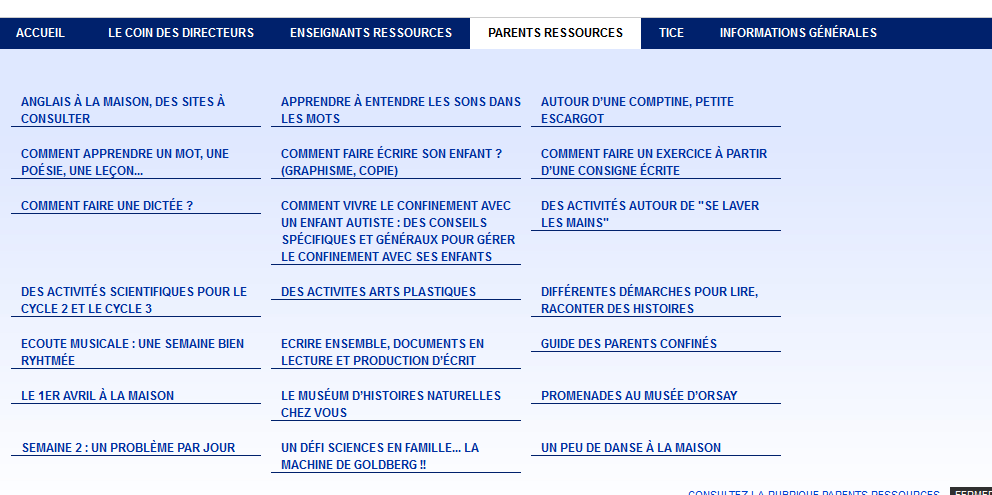 ACCUEIL LE COIN DES DIRECTEURS ENSEIGNANTS RESSOURCES PARENTS RESSOURCES TICE INFORMATIONS GÉNÉRALES
ANGLAIS À LA MAISON, DES SITES À
CONSULTER
APPRENDRE À ENTENDRE LES SONS DANS
LES MOTS
AUTOUR D'UNE COMPTINE, PETITE
ESCARGOT
COMMENT APPRENDRE UN MOT, UNE
POÉSIE, UNE LEÇON...
COMMENT FAIRE ÉCRIRE SON ENFANT ?
(GRAPHISME, COPIE)
COMMENT FAIRE UN EXERCICE À PARTIR
D'UNE CONSIGNE ÉCRITE
COMMENT FAIRE UNE DICTÉE ?
COMMENT VIVRE LE CONFINEMENT AVEC
UN ENFANT AUTISTE : DES CONSEILS
SPÉCIFIQUES ET GÉNÉRAUX POUR GÉRER
LE CONFINEMENT AVEC SES ENFANTS
DES ACTIVITÉS AUTOUR DE "SE LAVER
LES MAINS"
DES ACTIVITÉS SCIENTIFIQUES POUR LE
CYCLE 2 ET LE CYCLE 3
DES ACTIVITES ARTS PLASTIQUES
DIFFÉRENTES DÉMARCHES POUR LIRE,
RACONTER DES HISTOIRES
ECOUTE MUSICALE : UNE SEMAINE BIEN
RYHTMÉE
ECRIRE ENSEMBLE, DOCUMENTS EN
LECTURE ET PRODUCTION D'ÉCRIT
GUIDE DES PARENTS CONFINÉS
LE 1ER AVRIL À LA MAISON
LE MUSÉUM D'HISTOIRES NATURELLES
CHEZ VOUS
PROMENADES AU MUSÉE D'ORSAY
SEMAINE 2 : UN PROBLÈME PAR JOUR
UN DÉFI SCIENCES EN FAMILLE... LA
MACHINE DE GOLDBERG !!
UN PEU DE DANSE À LA MAISON
CONSULTEZ LA RUBRIQUE PARENTS RESSOURCES FERMER